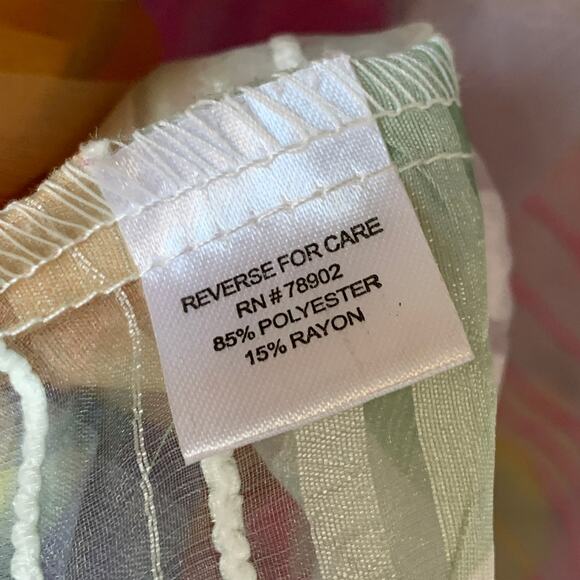 REVERSE FOR CARE
RN # 78902
85% POLYESTER
15% RAYON